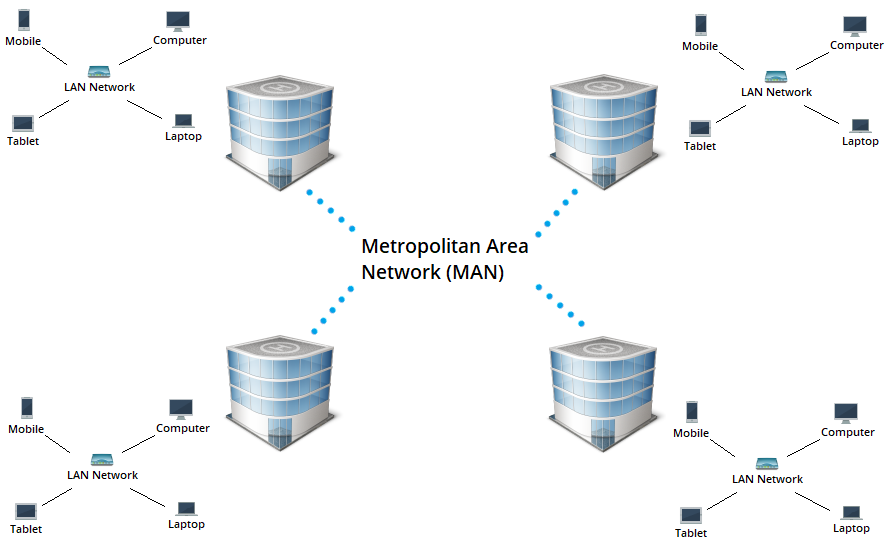 Mobile
Computer
LAN Network
Tablet
Laptop
Mobile
Computer
LAN Network
Tablet
Laptop
Metropolitan Area
Network (MAN)
Mobile
Computer
LAN Network
Tablet
Laptop
Mobile
Computer
LAN Network
Tablet
Laptop